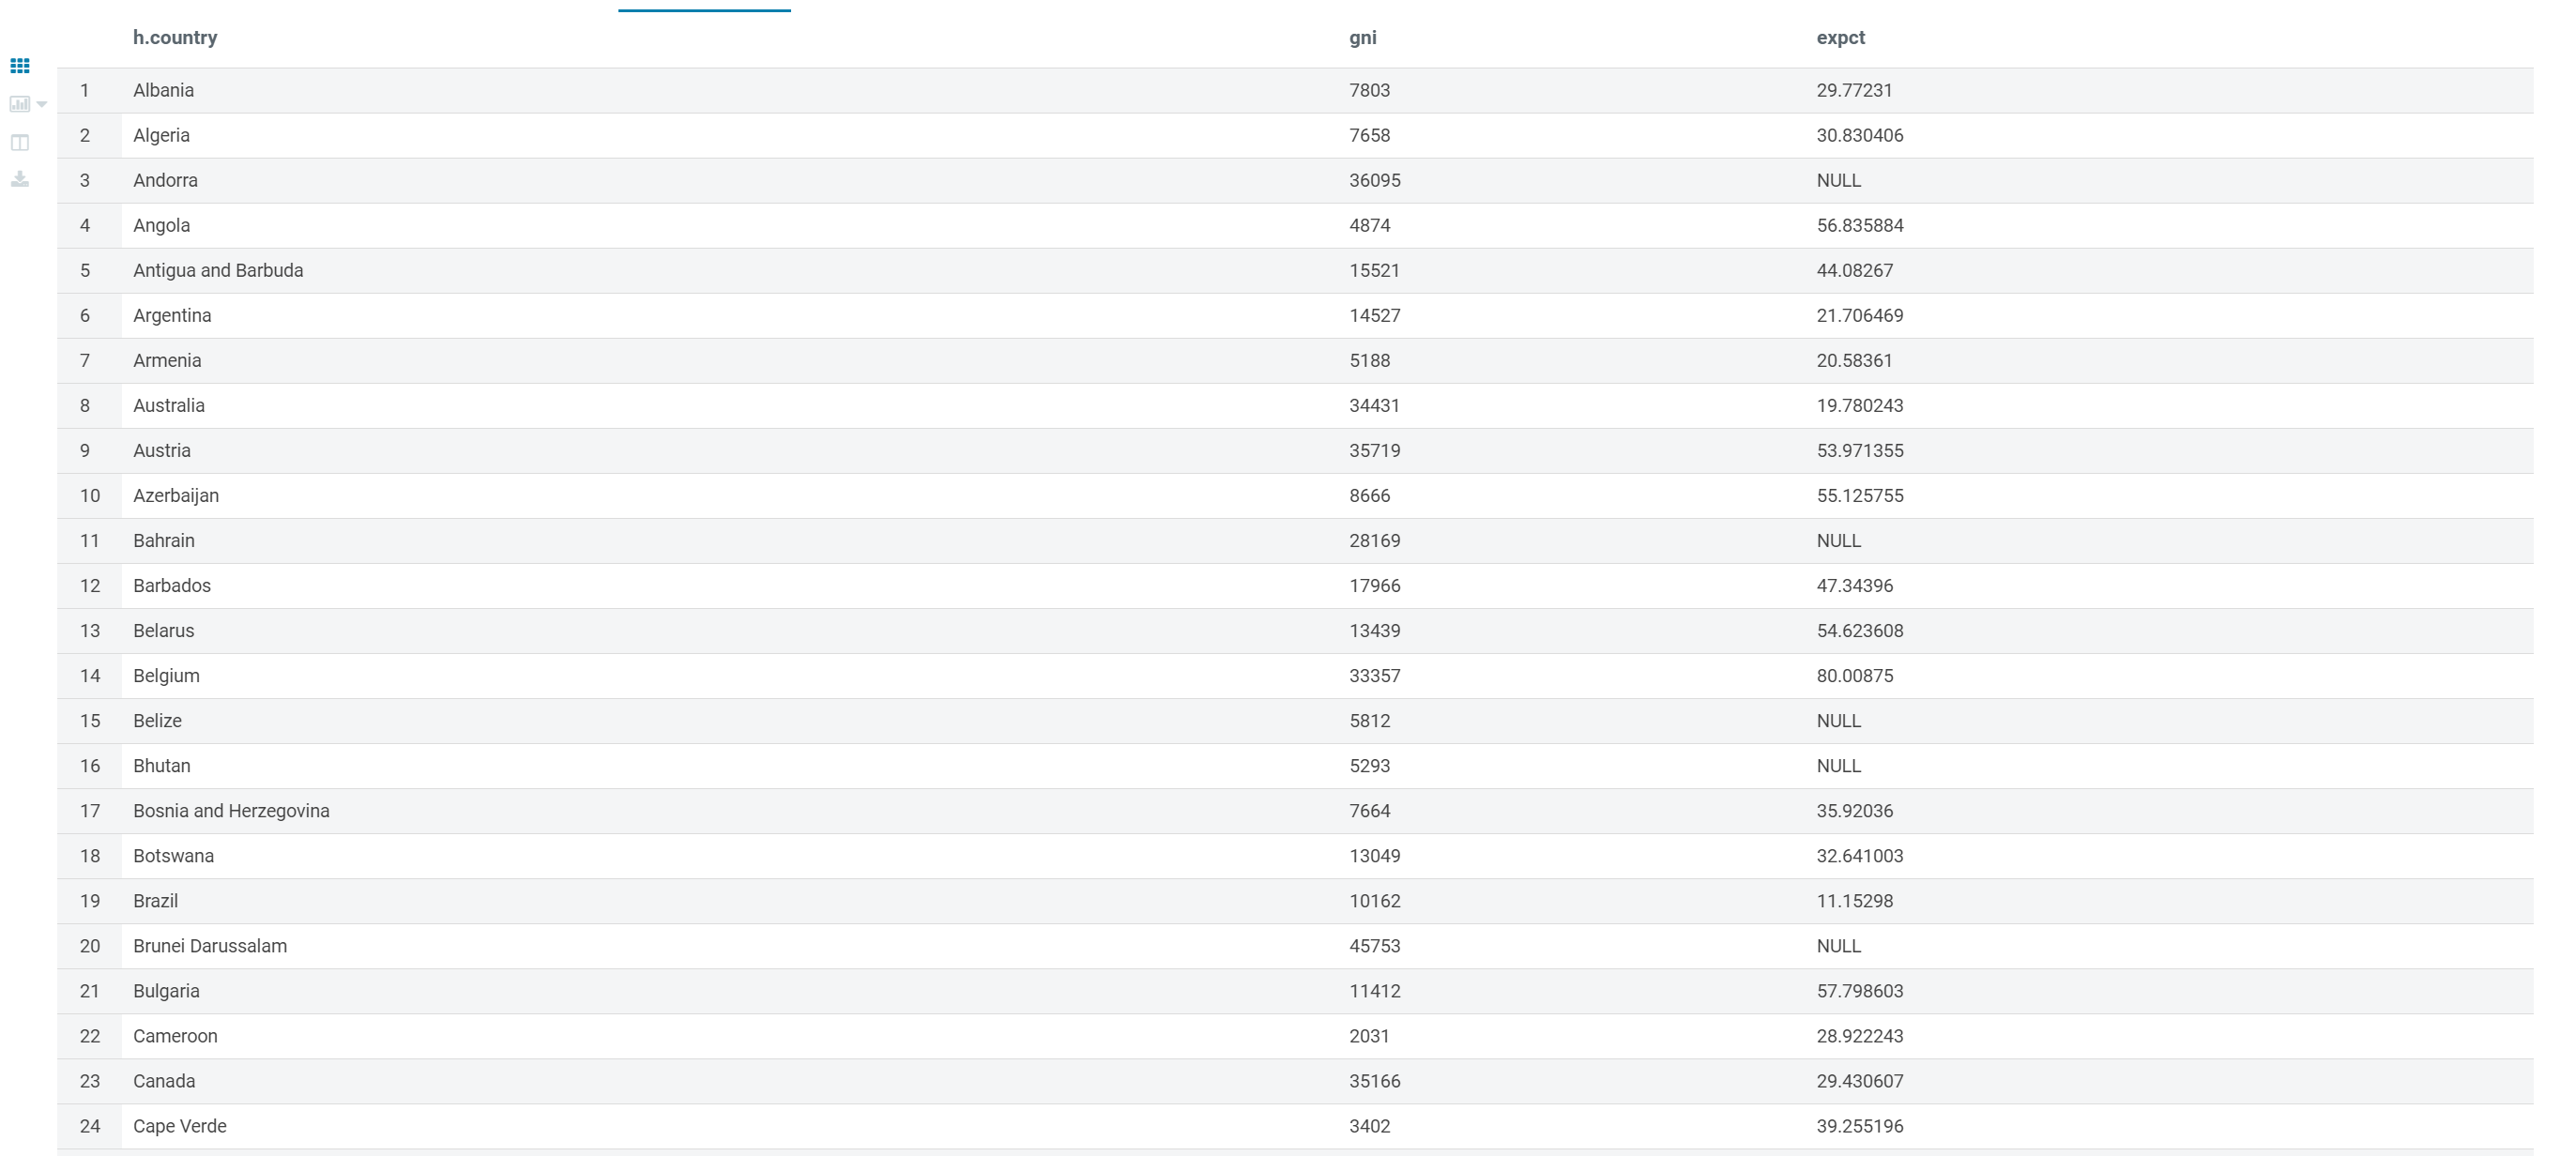 h.country gni expct
1 Albania 7803 29.77231
2 Algeria 7658 30.830406
3 Andorra 36095 NULL
4 Angola 4874 56.835884
5 Antigua and Barbuda 15521 44.08267
6 Argentina 14527 21.706469
7 Armenia 5188 20.58361
8 Australia 34431 19.780243
9 Austria 35719 53.971355
10 Azerbaijan 8666 55.125755
11 Bahrain 28169 NULL
12 Barbados 17966 47.34396
13 Belarus 13439 54.623608
14 Belgium 33357 80.00875
15 Belize 5812 NULL
16 Bhutan 5293 NULL
17 Bosnia and Herzegovina 7664 35.92036
18 Botswana 13049 32.641003
19 Brazil 10162 11.15298
20 Brunei Darussalam 45753 NULL
21 Bulgaria 11412 57.798603
22 Cameroon 2031 28.922243
23 Canada 35166 29.430607
24 Cape Verde 3402 39.255196